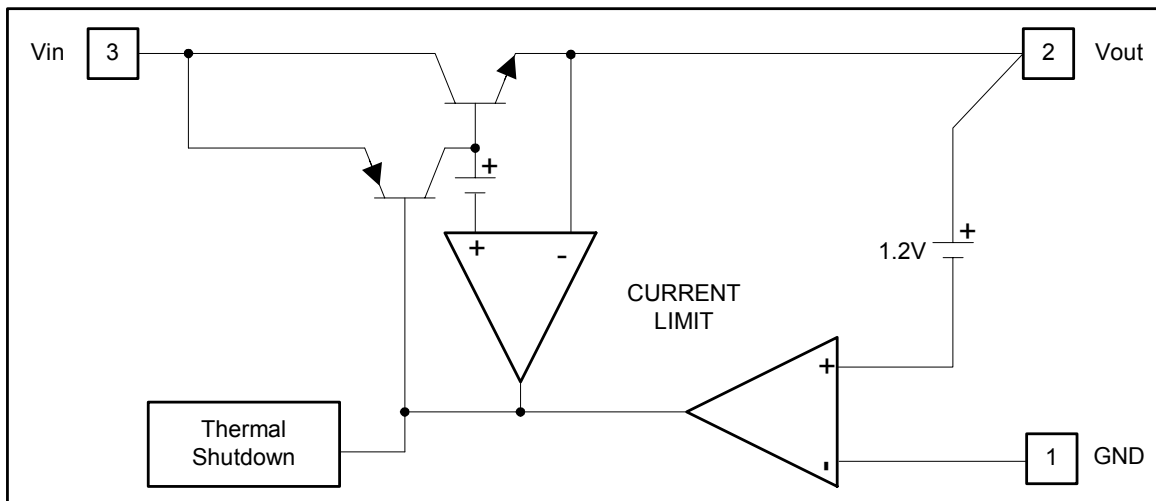 Vin 3
2 Vout
+
+ -
1.2V +
CURRENT
LIMIT
+
Thermal
Shutdown
- 1 GND